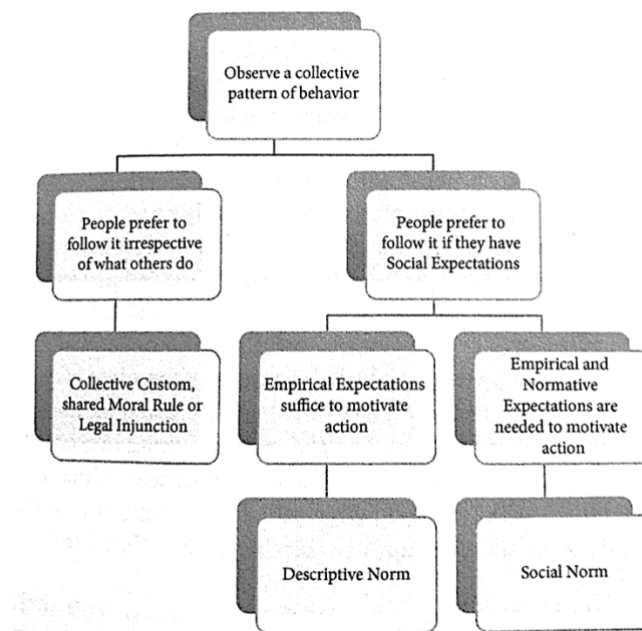 Observe a collective
pattern of behavior
People prefer to
follow it irrespective
of what others do
People prefer to
follow it if they have
Social Expectations
Collective Custom,
shared Moral Rule or
Legal Injunction
Empirical Expectations
suffice to motivate
action
Empirical and
Normative
Expectations are
needed to motivate
action
Descriptive Norm
Social Norm